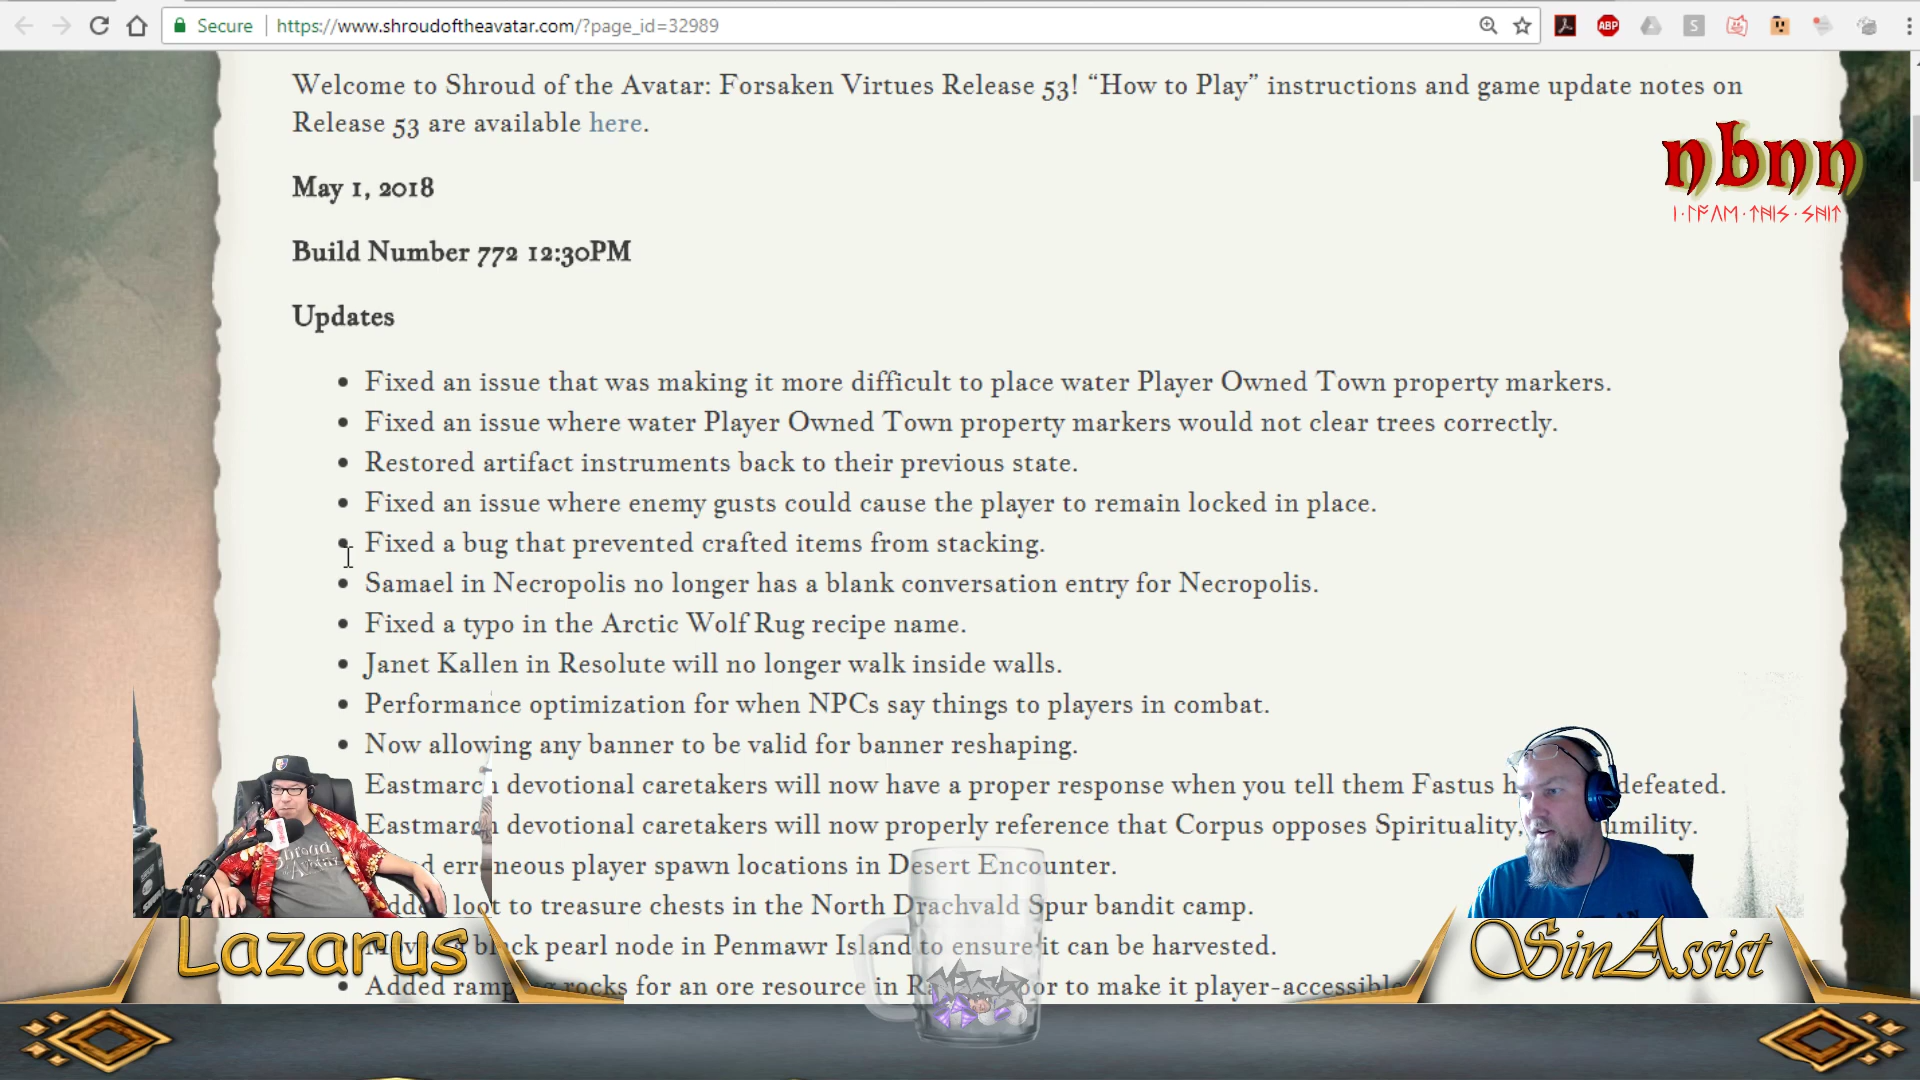 Secure https://www.shroudoftheavatar.com/?page_id=32989
ABP
S
Welcome to Shroud of the Avatar: Forsaken Virtues Release 53! “How to Play” instructions and game update notes on
Release 53 are available here.
nbnn
May 1, 2018
Build Number 772 12:30PM
Updates
• Fixed an issue that was making it more difficult to place water Player Owned Town property markers.
• Fixed an issue where water Player Owned Town property markers would not clear trees correctly.
• Restored artifact instruments back to their previous state.
• Fixed an issue where enemy gusts could cause the player to remain locked in place.
• Fixed a bug that prevented crafted items from stacking.
• Samael in Necropolis no longer has a blank conversation entry for Necropolis.
• Fixed a typo in the Arctic Wolf Rug recipe name.
• Janet Kallen in Resolute will no longer walk inside walls.
• Performance optimization for when NPCs say things to players in combat.
• Now allowing any banner to be valid for banner reshaping.
Eastmarch devotional caretakers will now have a proper response when you tell them Fastus defeated.
Eastmarch devotional caretakers will now properly reference that Corpus opposes Spirituality,
erroneous player spawn locations in Desert Encounter.
loot to treasure chests in the North Drachvald Spur bandit camp.
black pearl node in Penmawr Island to ensure it can be harvested.
• Added rocks for an ore resource in to make it player-accessible
Shroud
Avatar
Lazarus
SinAssist